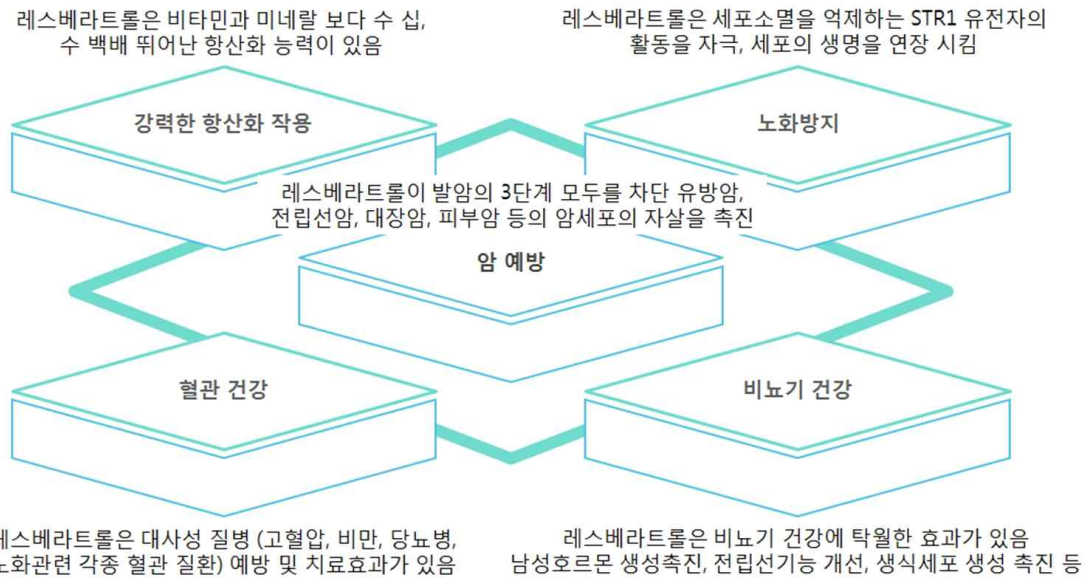 레스베라트롤은 비타민과 미네랄 보다 수 십,
수 백배 뛰어난 항산화 능력이 있음
강력한 항산화 작용
레스베라트롤은 세포소멸을 억제하는 STR1 유전자의
활동을 자극, 세포의 생명을 연장 시킴
노화방지
레스베라트롤이 발암의 3단계 모두를 차단 유방암,
전립선암, 대장암, 피부암 등의 암세포의 자살을 촉진
암 예방
혈관 건강
레스베라트롤은 대사성 질병 (고혈압, 비만, 당뇨병,
노화관련 각종 혈관 질환) 예방 및 치료효과가 있음
비뇨기 건강
레스베라트롤은 비뇨기 건강에 탁월한 효과가 있음
남성호르몬 생성촉진, 전립선기능 개선, 생식세포 생성 촉진 등